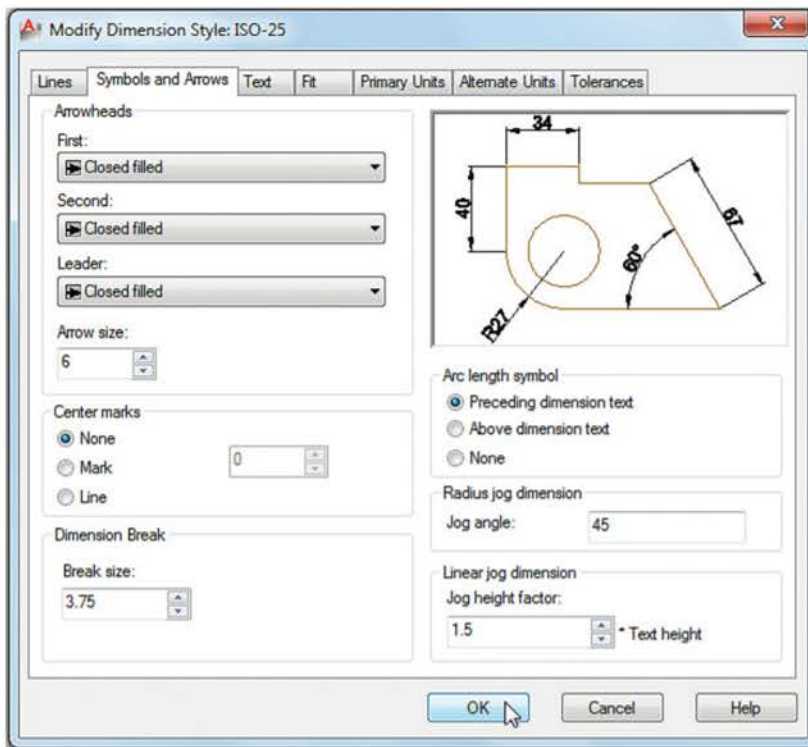 Modify Dimension Style: ISO-25
Lines Symbols and Arrows Text Fit Primary Units Alternate Units Tolerances
Arrowheads
First:
Closed filled
Second:
Closed filled
Leader:
Closed filled
Arrow size:
6
Center marks
None
Mark
0
Line
Dimension Break
Break size:
3.75
34
40
67
60°
R27
Arc length symbol
Preceding dimension text
Above dimension text
None
Radius jog dimension
Jog angle: 45
Linear jog dimension
Jog height factor:
1.5 * Text height
OK Cancel Help